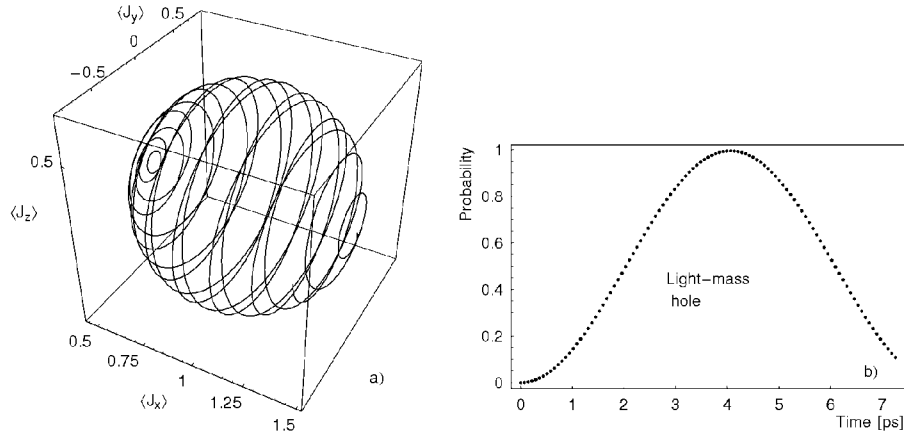 ⟨J_y⟩
0.5
0
−0.5
0.5
⟨J_z⟩
0.5
0.75
1
1.25
1.5
⟨J_x⟩
a)
Probability
1
0.8
0.6
0.4
0.2
0
Light−mass
hole
b)
0 1 2 3 4 5 6 7
Time [ps]